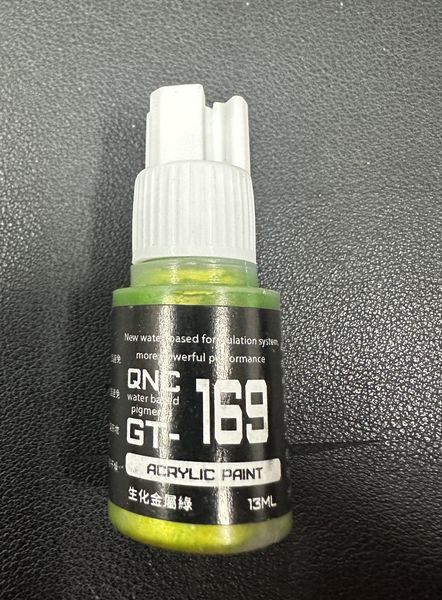 New water based formulation system,
more powerful performance
QNC
water based
pigment
GT-169
ACRYLIC PAINT
生化金屬綠
13ML